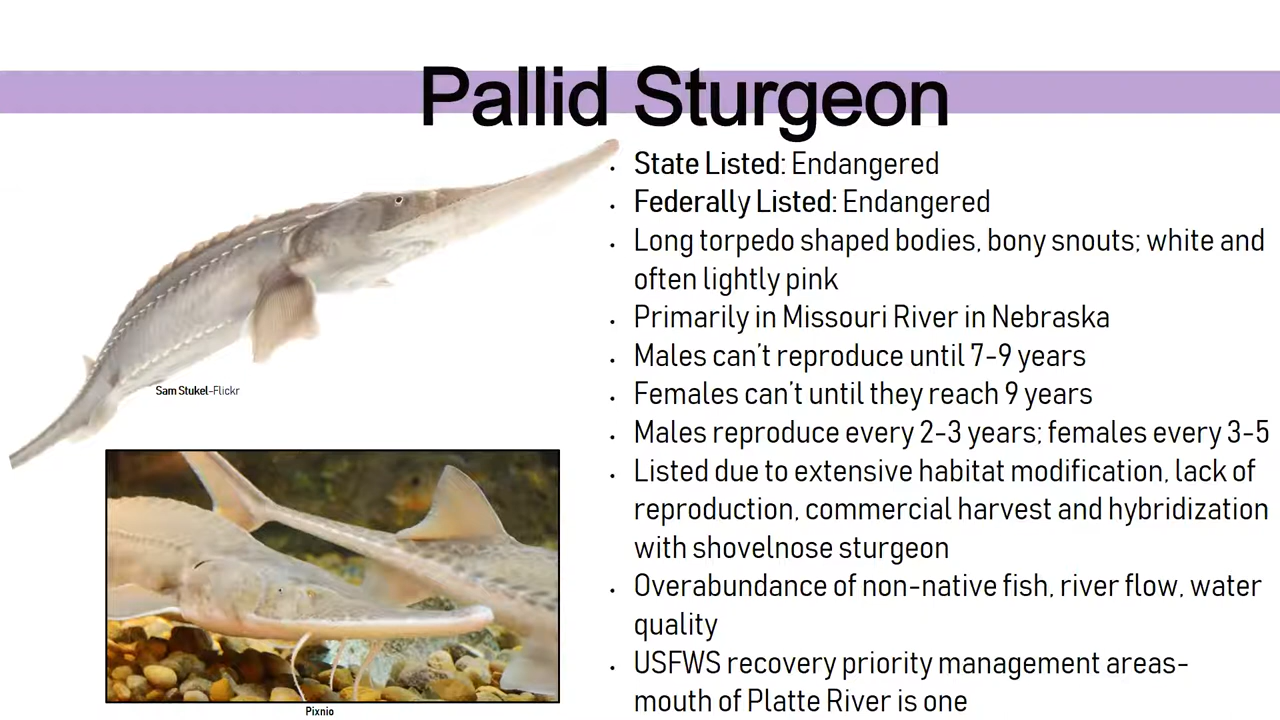 Pallid Sturgeon
• State Listed: Endangered
• Federally Listed: Endangered
• Long torpedo shaped bodies, bony snouts; white and
often lightly pink
• Primarily in Missouri River in Nebraska
• Males can't reproduce until 7-9 years
• Females can't until they reach 9 years
• Males reproduce every 2-3 years; females every 3-5
• Listed due to extensive habitat modification, lack of
reproduction, commercial harvest and hybridization
with shovelnose sturgeon
• Overabundance of non-native fish, river flow, water
quality
• USFWS recovery priority management areas-
mouth of Platte River is one
Sam Stukel-Flickr
Pixnio